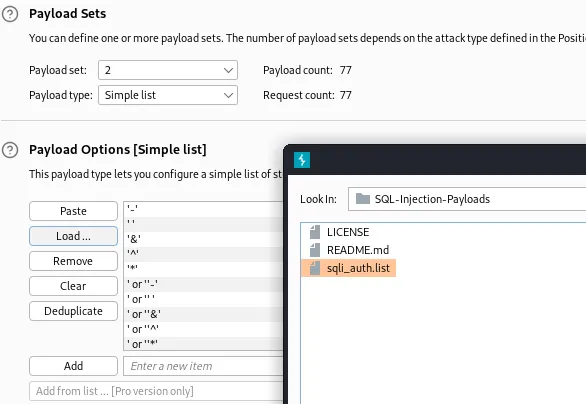 Payload Sets
You can define one or more payload sets. The number of payload sets depends on the attack type defined in the Positi
Payload set: 2 Payload count: 77
Payload type: Simple list Request count: 77
Payload Options [Simple list]
This payload type lets you configure a simple list of st
Paste
Load ...
Remove
Clear
Deduplicate
'-'
' '
'&'
'^'
'*'
' or ''-'
' or '' '
' or ''&'
' or ''^'
' or ''*'
Add
Enter a new item
Add from list ... [Pro version only]
Look In: SQL-Injection-Payloads
LICENSE
README.md
sqli_auth.list